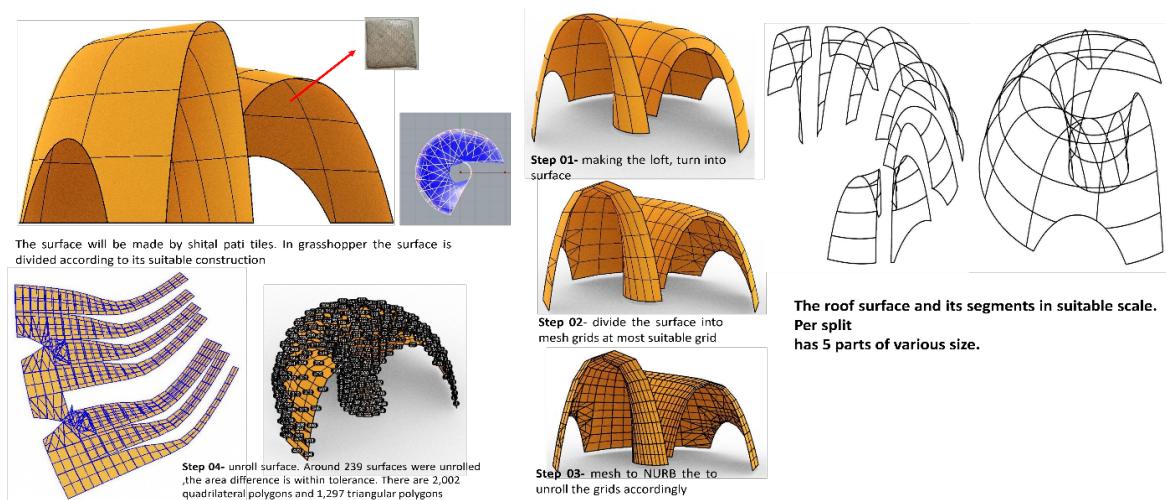 The surface will be made by shital pati tiles. In grasshopper the surface is
divided according to its suitable construction
Step 01- making the loft, turn into
surface
Step 02- divide the surface into
mesh grids at most suitable grid
Step 03- mesh to NURB the to
unroll the grids accordingly
Step 04- unroll surface. Around 239 surfaces were unrolled
,the area difference is within tolerance. There are 2,002
quadrilateral polygons and 1,297 triangular polygons
The roof surface and its segments in suitable scale.
Per split
has 5 parts of various size.